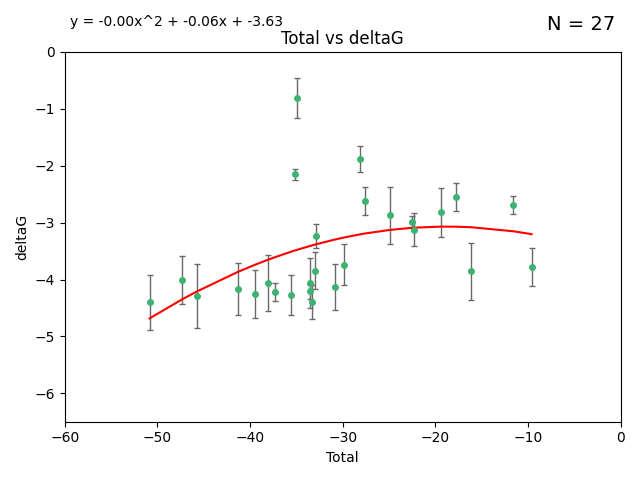 y = -0.00x^2 + -0.06x + -3.63
N = 27
Total vs deltaG
0
−1
−2
−3
−4
−5
−6
deltaG
−60
−50
−40
−30
−20
−10
0
Total